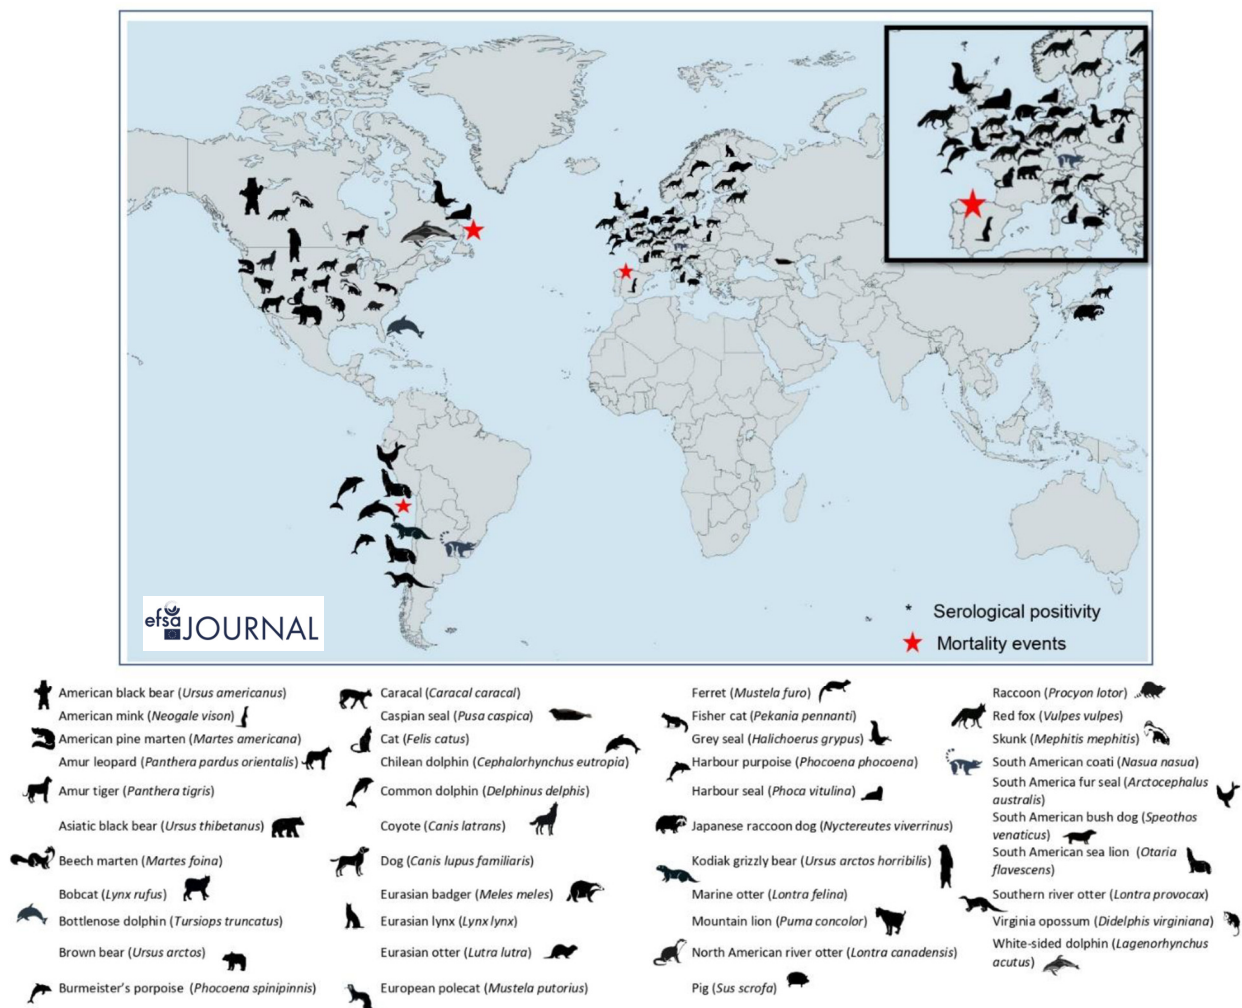 efsa JOURNAL
* Serological positivity
Mortality events
American black bear (Ursus americanus)
American mink (Neogale vison)
American pine marten (Martes americana)
Amur leopard (Panthera pardus orientalis)
Amur tiger (Panthera tigris)
Asiatic black bear (Ursus thibetanus)
Beech marten (Martes foina)
Bobcat (Lynx rufus)
Bottlenose dolphin (Tursiops truncatus)
Brown bear (Ursus arctos)
Burmeister's porpoise (Phocoena spinipinnis)
Caracal (Caracal caracal)
Caspian seal (Pusa caspica)
Cat (Felis catus)
Chilean dolphin (Cephalorhynchus eutropia)
Common dolphin (Delphinus delphis)
Coyote (Canis latrans)
Dog (Canis lupus familiaris)
Eurasian badger (Meles meles)
Eurasian lynx (Lynx lynx)
Eurasian otter (Lutra lutra)
European polecat (Mustela putorius)
Ferret (Mustela furo)
Fisher cat (Pekania pennanti)
Grey seal (Halichoerus grypus)
Harbour purpoise (Phocoena phocoena)
Harbour seal (Phoca vitulina)
Japanese raccoon dog (Nyctereutes viverrinus)
Kodiak grizzly bear (Ursus arctos horribilis)
Marine otter (Lontra felina)
Mountain lion (Puma concolor)
North American river otter (Lontra canadensis)
Pig (Sus scrofa)
Raccoon (Procyon lotor)
Red fox (Vulpes vulpes)
Skunk (Mephitis mephitis)
South American coati (Nasua nasua)
South America fur seal (Arctocephalus
australis)
South American bush dog (Speothos
venaticus)
South American sea lion (Otaria
flavescens)
Southern river otter (Lontra provocax)
Virginia opossum (Didelphis virginiana)
White-sided dolphin (Lagenorhynchus
acutus)